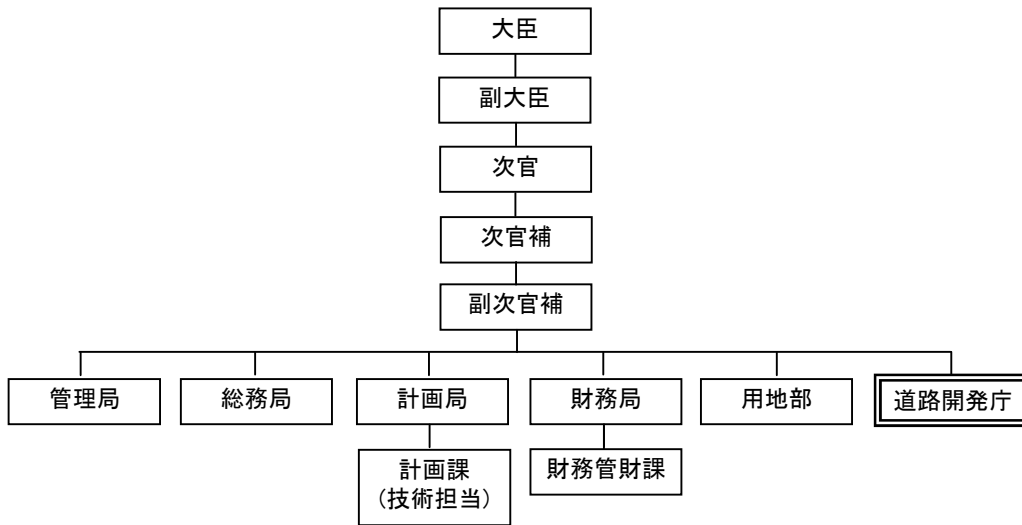 大臣
副大臣
次官
次官補
副次官補
管理局
総務局
計画局
財務局
用地部
道路開発庁
計画課
(技術担当)
財務管財課